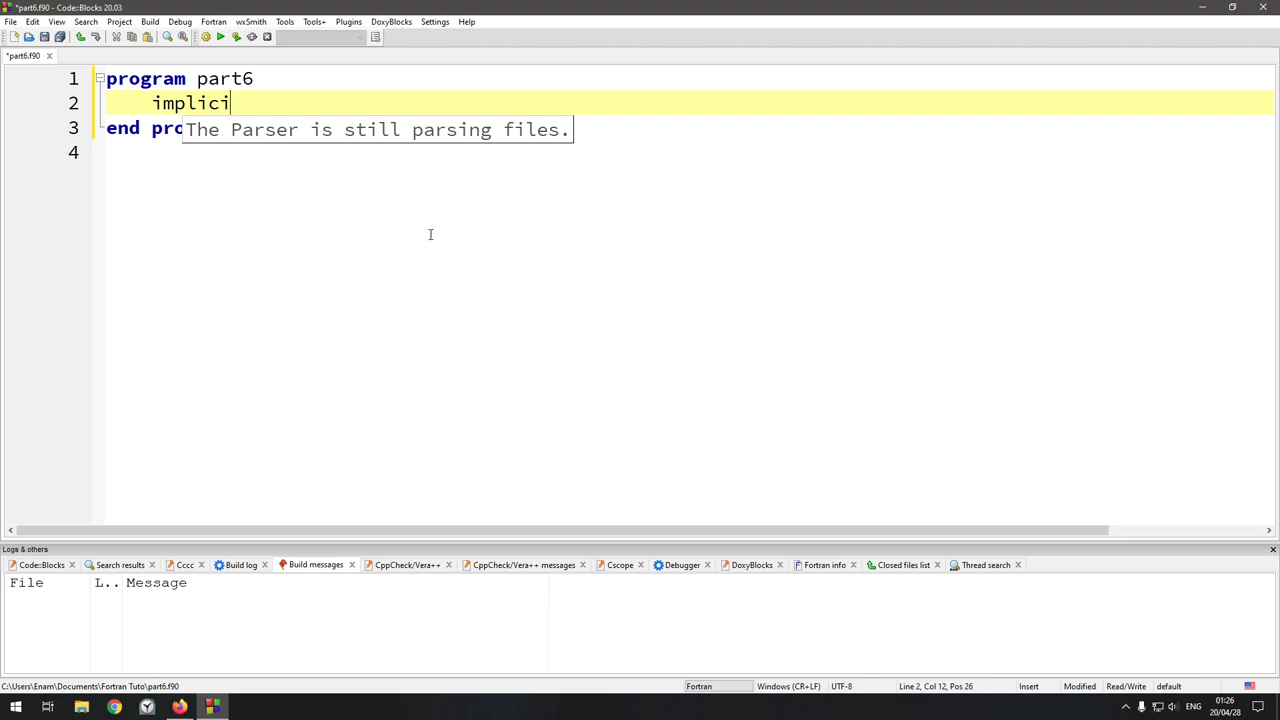 *part6.f90 - Code::Blocks 20.03
File Edit View Search Project Build Debug Fortran wxSmith Tools Tools+ Plugins DoxyBlocks Settings Help
*part6.f90
1 program part6
2 implici
3 end pro
The Parser is still parsing files.
4
Logs & others
Code::Blocks Search results Cccc Build log Build messages CppCheck/Vera++ CppCheck/Vera++ messages Cscope Debugger DoxyBlocks Fortran info Closed files list Thread search
File L.. Message
C:\Users\Enam\Documents\Fortran Tuto\part6.f90 Fortran Windows (CR+LF) UTF-8 Line 2, Col 12, Pos 26 Insert Modified Read/Write default
01:26
ENG
20/04/28